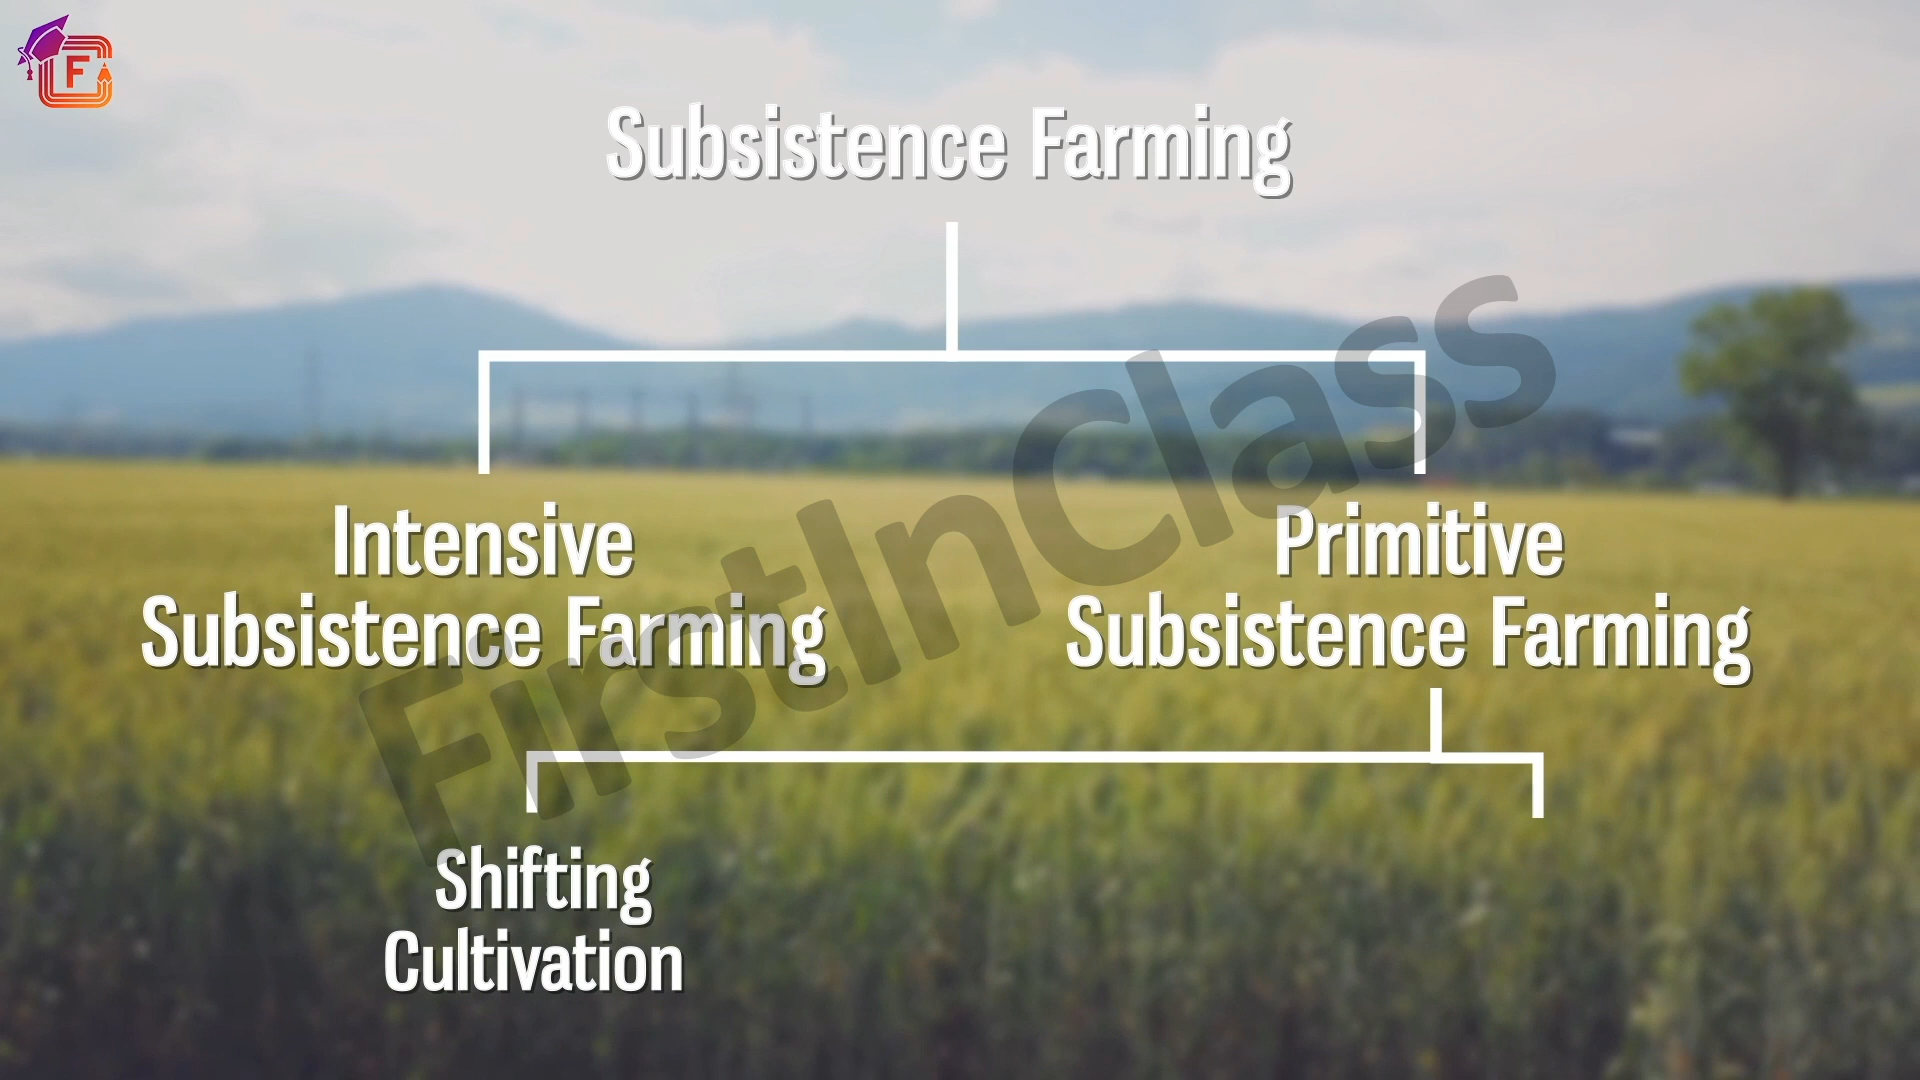 F
Subsistence Farming
Intensive
Subsistence Farming
Primitive
Subsistence Farming
Shifting
Cultivation
FirstInClass